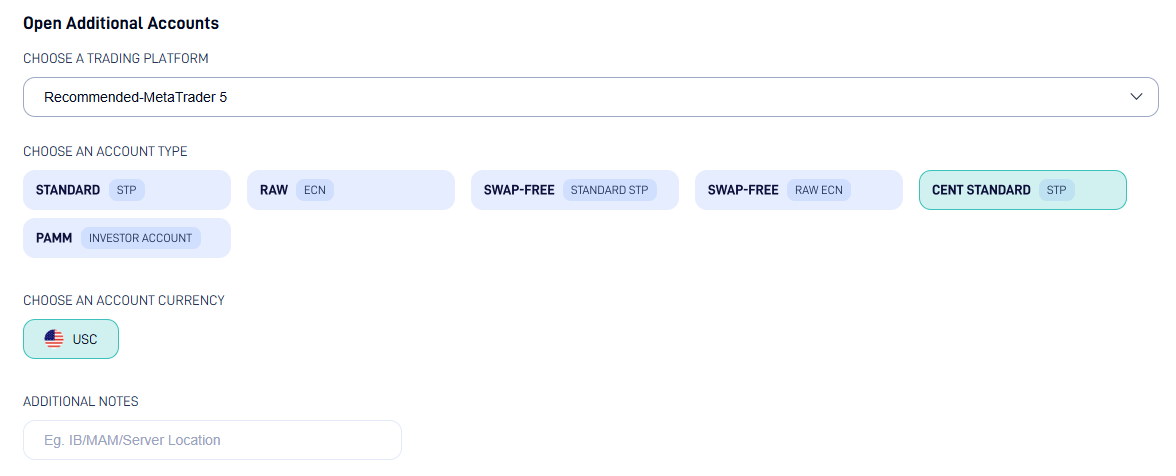 Open Additional Accounts
CHOOSE A TRADING PLATFORM
Recommended-MetaTrader 5
CHOOSE AN ACCOUNT TYPE
STANDARD STP RAW ECN SWAP-FREE STANDARD STP SWAP-FREE RAW ECN CENT STANDARD STP
PAMM INVESTOR ACCOUNT
CHOOSE AN ACCOUNT CURRENCY
USC
ADDITIONAL NOTES
Eg. IB/MAM/Server Location